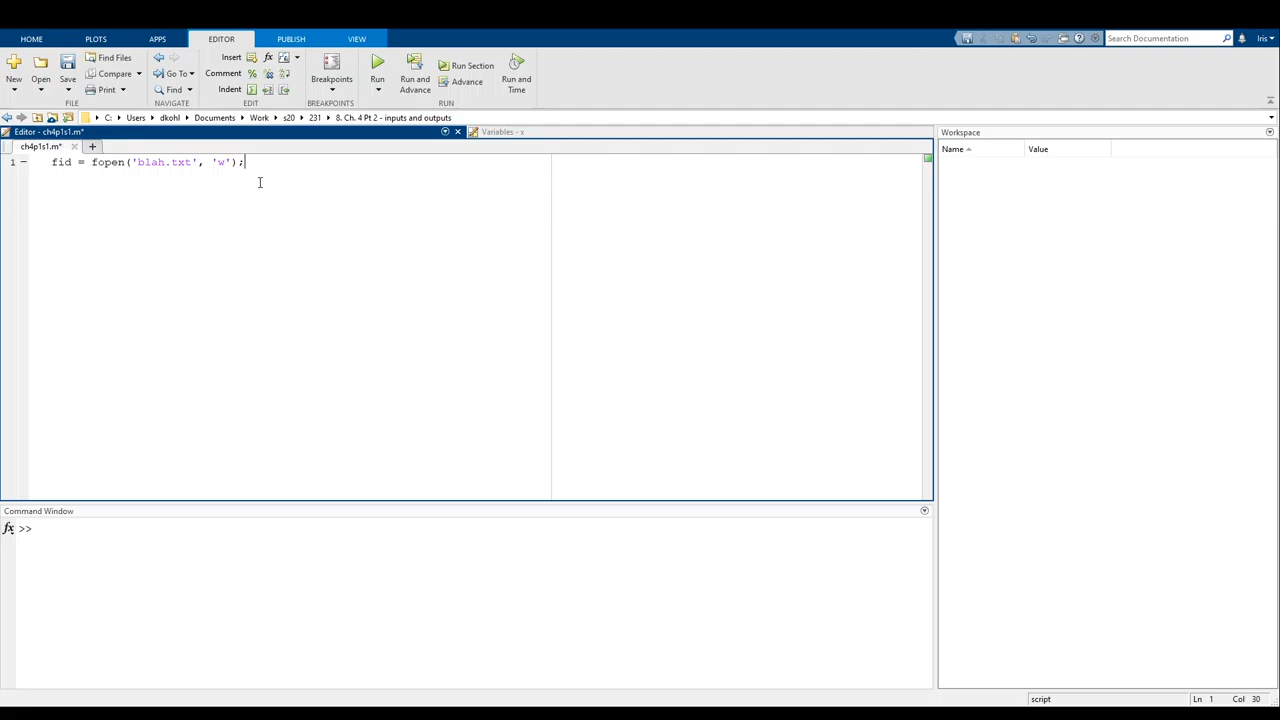 HOME PLOTS APPS EDITOR PUBLISH VIEW Search Documentation Iris
New Open Save Find Files Compare Print Go To Find Insert fx Comment Indent Breakpoints Run Run and Advance Run Section Advance Run and Time
FILE NAVIGATE EDIT BREAKPOINTS RUN
C: Users dkohl Documents Work s20 231 8. Ch. 4 Pt 2 - inputs and outputs
Editor - ch4p1s1.m* Variables - x Workspace
ch4p1s1.m* Name Value
1 fid = fopen('blah.txt', 'w');
Command Window
fx >>
script Ln 1 Col 30